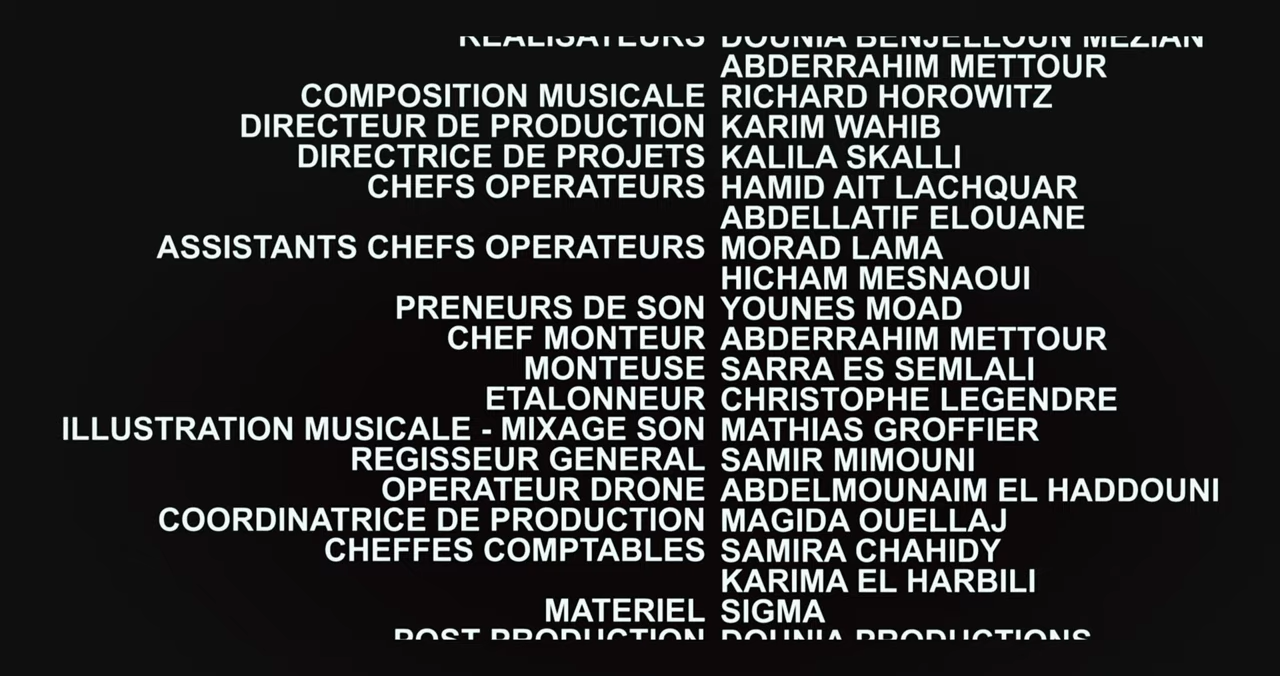 REALISATEURS DOUNIA BENJELLOUN MEZIAN
ABDERRAHIM METTOUR
COMPOSITION MUSICALE RICHARD HOROWITZ
DIRECTEUR DE PRODUCTION KARIM WAHIB
DIRECTRICE DE PROJETS KALILA SKALLI
CHEFS OPERATEURS HAMID AIT LACHQUAR
ABDELLATIF ELOUANE
ASSISTANTS CHEFS OPERATEURS MORAD LAMA
HICHAM MESNAOUI
PRENEURS DE SON YOUNES MOAD
CHEF MONTEUR ABDERRAHIM METTOUR
MONTEUSE SARRA ES SEMLALI
ETALONNEUR CHRISTOPHE LEGENDRE
ILLUSTRATION MUSICALE - MIXAGE SON MATHIAS GROFFIER
REGISSEUR GENERAL SAMIR MIMOUNI
OPERATEUR DRONE ABDELMOUNAIM EL HADDOUNI
COORDINATRICE DE PRODUCTION MAGIDA OUELLAJ
CHEFFES COMPTABLES SAMIRA CHAHIDY
KARIMA EL HARBILI
MATERIEL SIGMA
POST PRODUCTION DOUNIA PRODUCTIONS